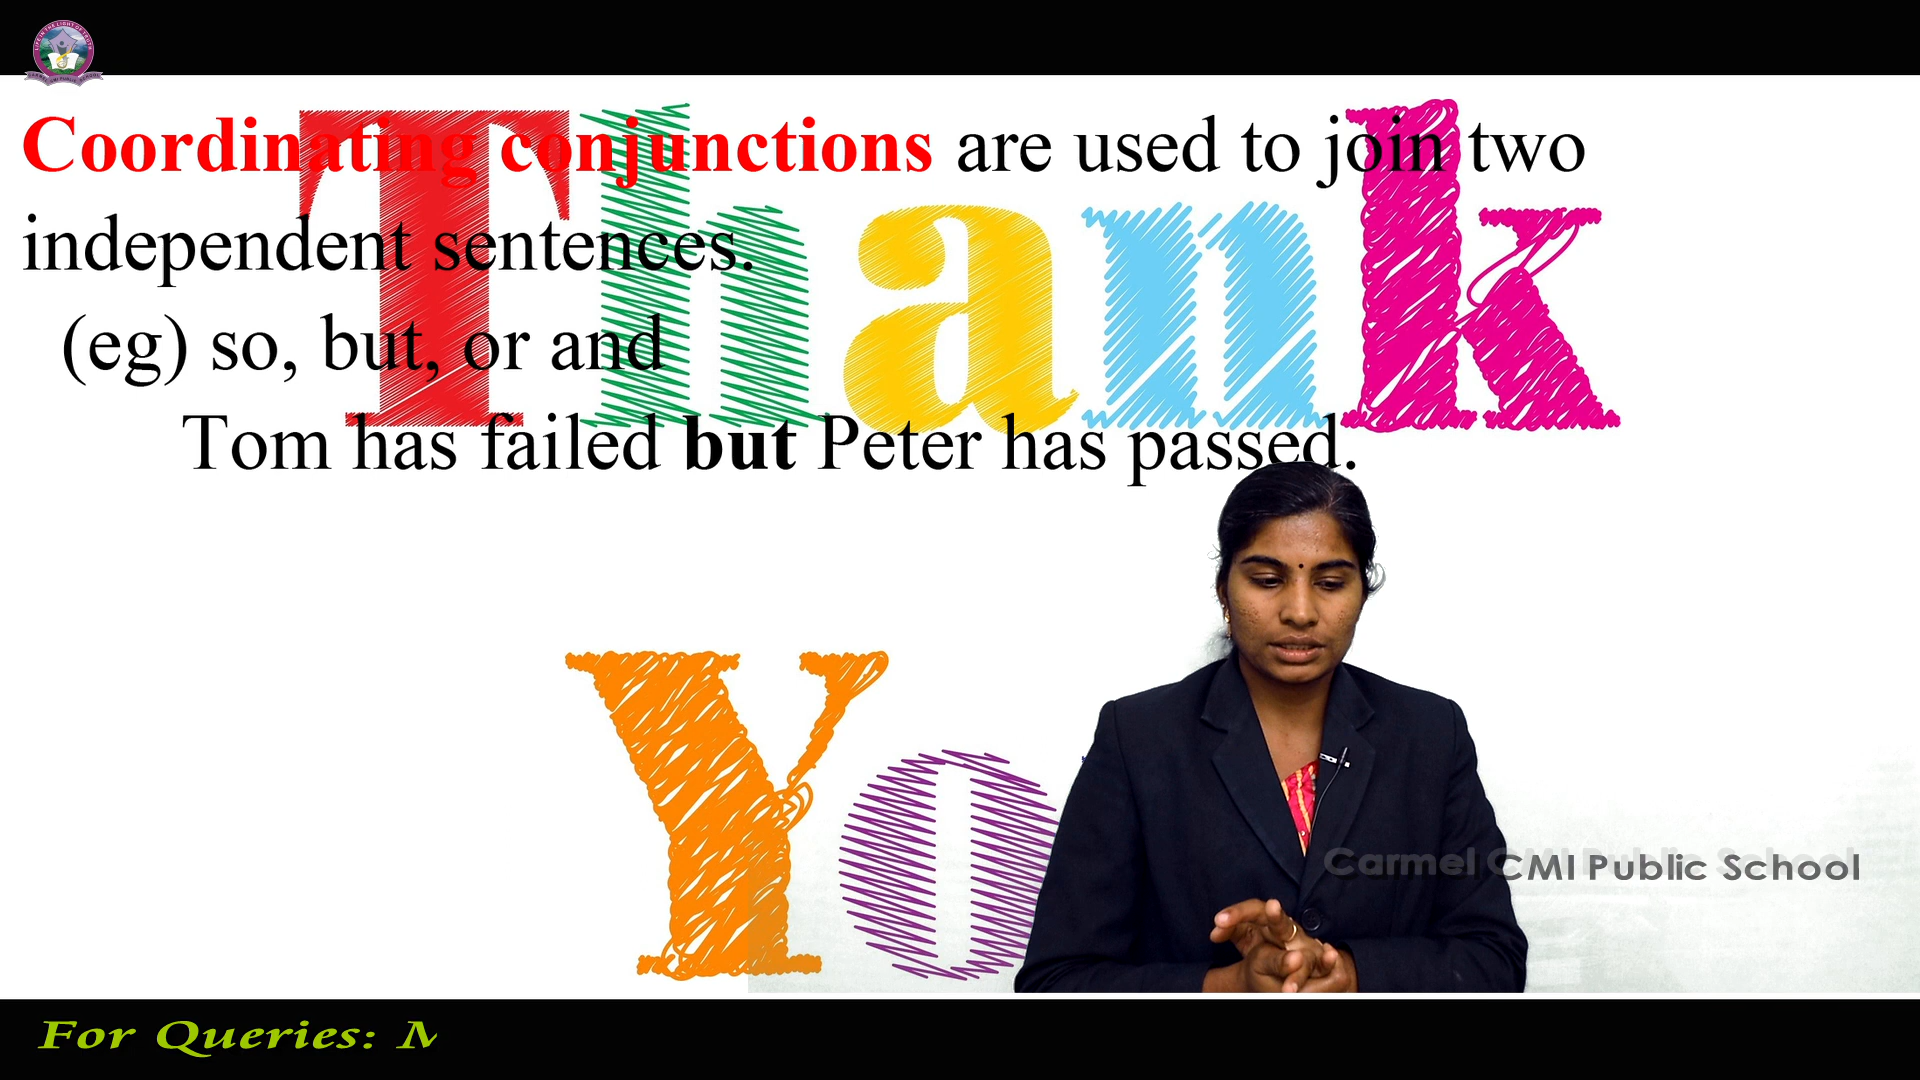 Coordinating conjunctions are used to join two
independent sentences.
(eg) so, but, or and
Tom has failed but Peter has passed.
Thank
Yo
Carmel CMI Public School
For Queries: M